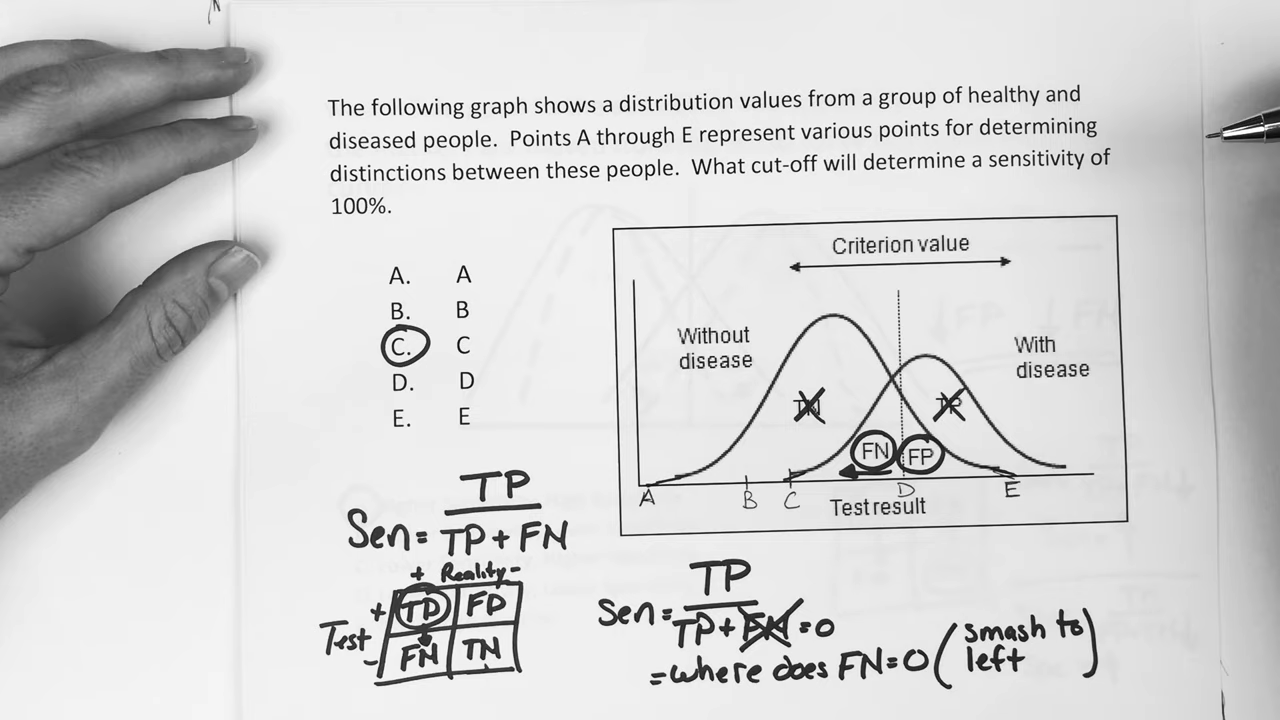 The following graph shows a distribution values from a group of healthy and
diseased people. Points A through E represent various points for determining
distinctions between these people. What cut-off will determine a sensitivity of
100%.
A. A
B. B
C. C
D. D
E. E
Criterion value
Without
disease
With
disease
TN
TP
FN
FP
A B C D E
Test result
TP
Sen = TP + FN
+ Reality -
Test
+ TP FP
- FN TN
TP
Sen = TP + FN = 0
= where does FN = 0 (smash to
left)